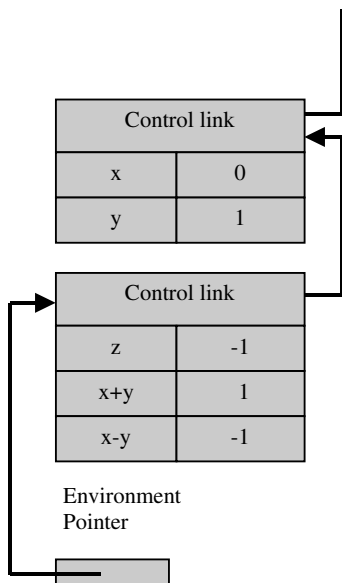 Control link
x 0
y 1
Control link
z -1
x+y 1
x-y -1
Environment
Pointer